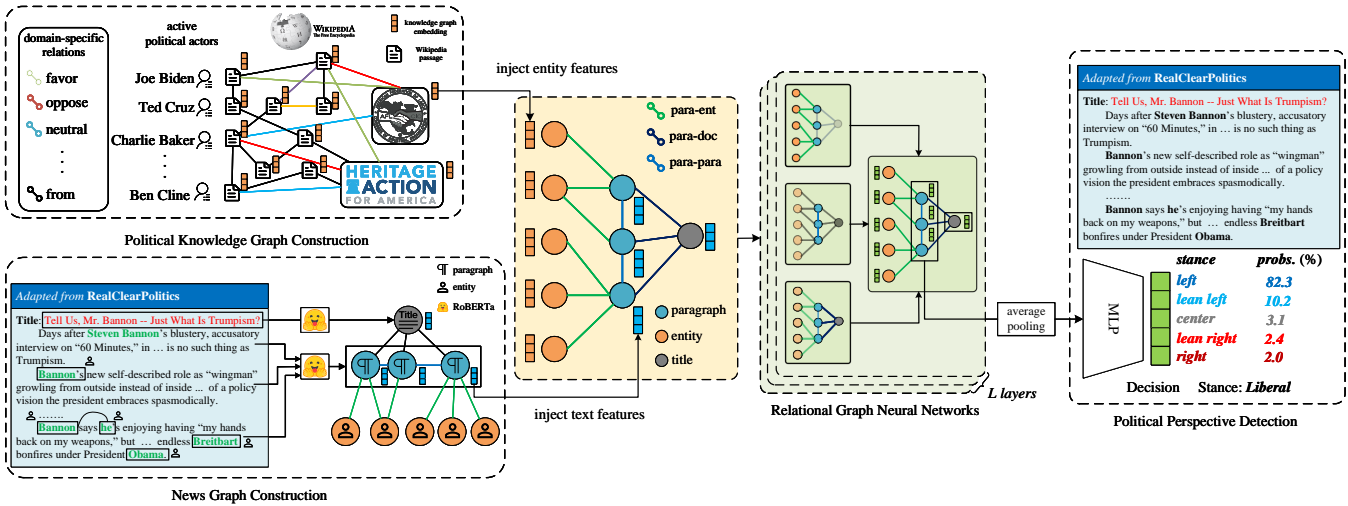 domain-specific
relations
favor
oppose
neutral
from
active
political actors
Joe Biden
Ted Cruz
Charlie Baker
Ben Cline
WIKIPEDIA
The Free Encyclopedia
knowledge graph
embedding
Wikipedia
passage
HERITAGE
ACTION
FOR AMERICA
Political Knowledge Graph Construction
Adapted from RealClearPolitics
Title: Tell Us, Mr. Bannon -- Just What Is Trumpism?
Days after Steven Bannon's blustery, accusatory
interview on "60 Minutes," in … is no such thing as
Trumpism.
Bannon's new self-described role as "wingman"
growling from outside instead of inside ... of a policy
vision the president embraces spasmodically.
…….
Bannon says he's enjoying having "my hands
back on my weapons," but … endless Breitbart
bonfires under President Obama.
paragraph
entity
RoBERTa
Title
News Graph Construction
inject entity features
para-ent
para-doc
para-para
paragraph
entity
title
inject text features
L layers
Relational Graph Neural Networks
average
pooling
Adapted from RealClearPolitics
Title: Tell Us, Mr. Bannon -- Just What Is Trumpism?
Days after Steven Bannon's blustery, accusatory
interview on "60 Minutes," in … is no such thing as
Trumpism.
Bannon's new self-described role as "wingman"
growling from outside instead of inside ... of a policy
vision the president embraces spasmodically.
…….
Bannon says he's enjoying having "my hands
back on my weapons," but … endless Breitbart
bonfires under President Obama.
MLP
stance probs. (%)
left 82.3
lean left 10.2
center 3.1
lean right 2.4
right 2.0
Decision Stance: Liberal
Political Perspective Detection